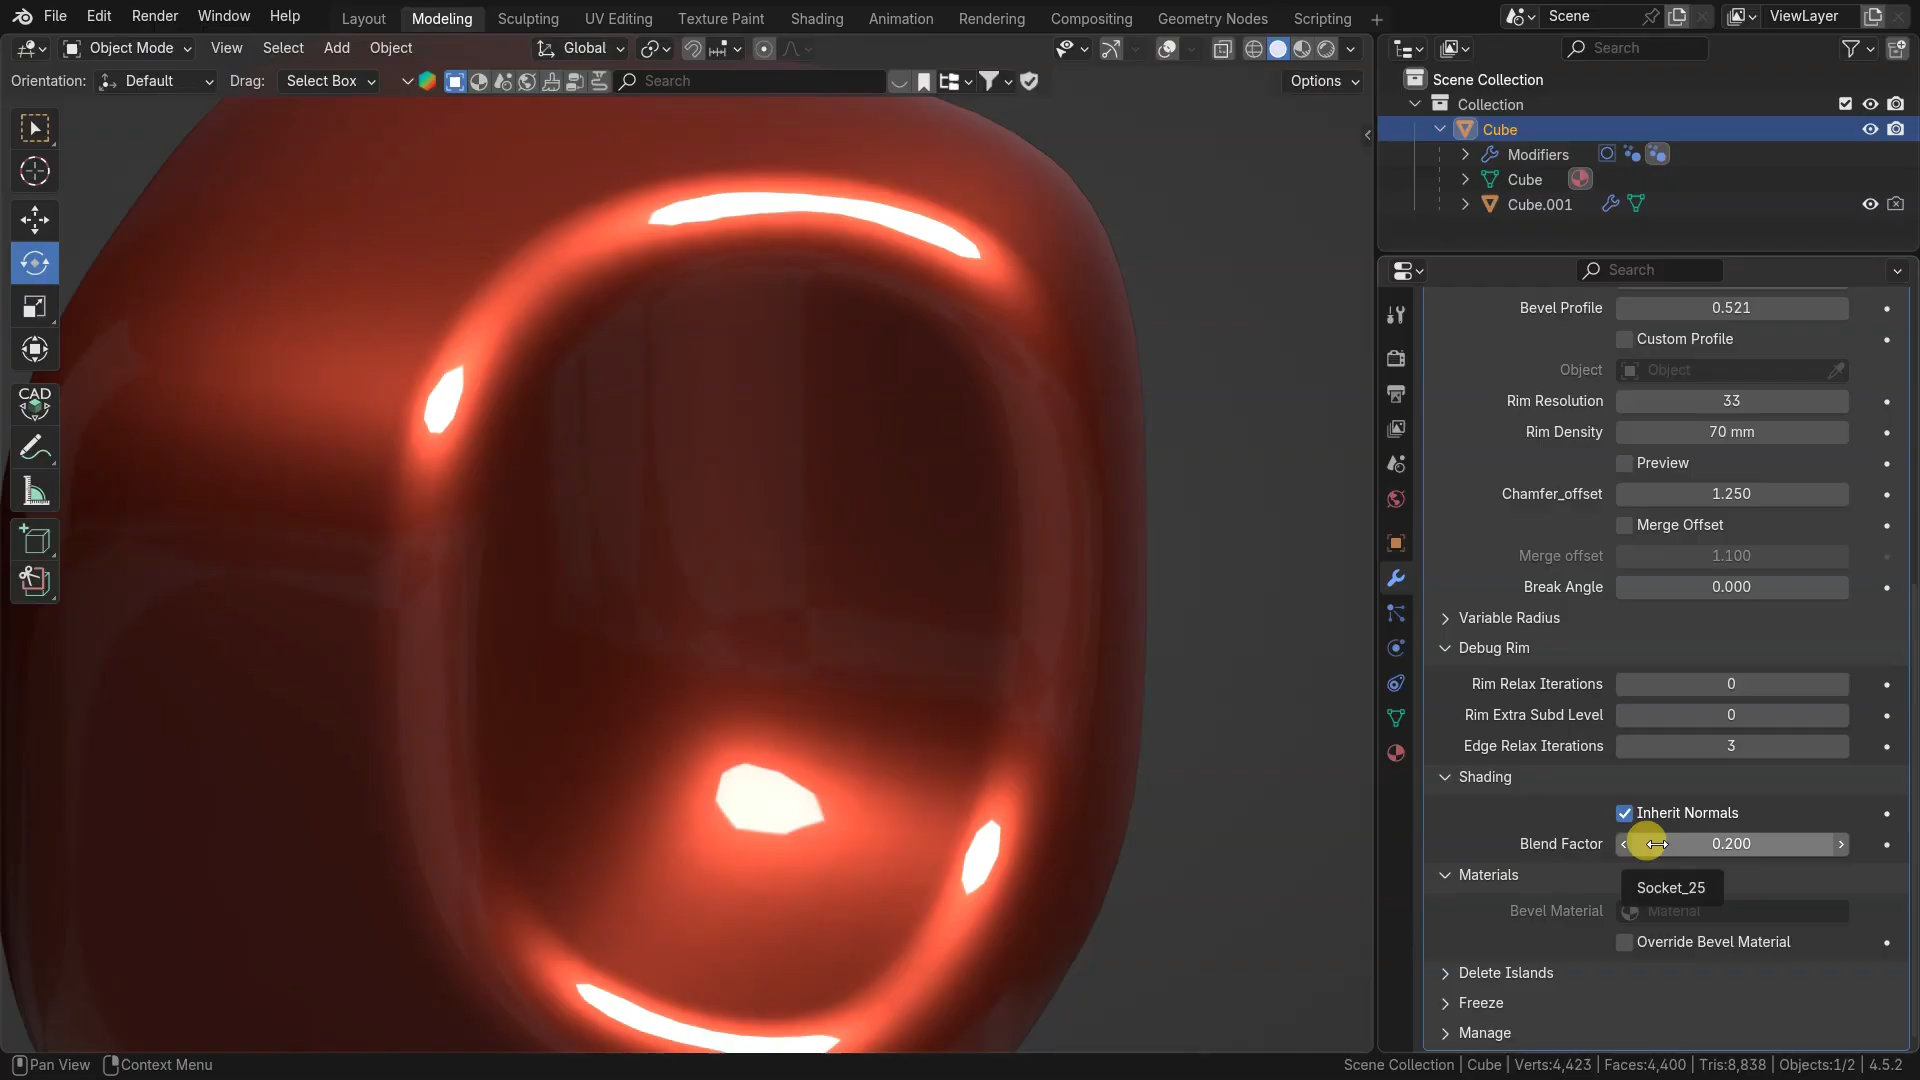 File Edit Render Window Help Layout Modeling Sculpting UV Editing Texture Paint Shading Animation Rendering Compositing Geometry Nodes Scripting Scene ViewLayer
Object Mode View Select Add Object Global Search
Orientation: Default Drag: Select Box Search Options
Scene Collection
Collection
Cube
Modifiers
Cube
Cube.001
CAD
Search
Bevel Profile 0.521
Custom Profile
Object Object
Rim Resolution 33
Rim Density 70 mm
Preview
Chamfer_offset 1.250
Merge Offset
Merge offset 1.100
Break Angle 0.000
Variable Radius
Debug Rim
Rim Relax Iterations 0
Rim Extra Subd Level 0
Edge Relax Iterations 3
Shading
Inherit Normals
Blend Factor 0.200
Materials
Socket_25
Bevel Material Material
Override Bevel Material
Delete Islands
Freeze
Manage
Pan View Context Menu Scene Collection | Cube | Verts:4,423 | Faces:4,400 | Tris:8,838 | Objects:1/2 | 4.5.2